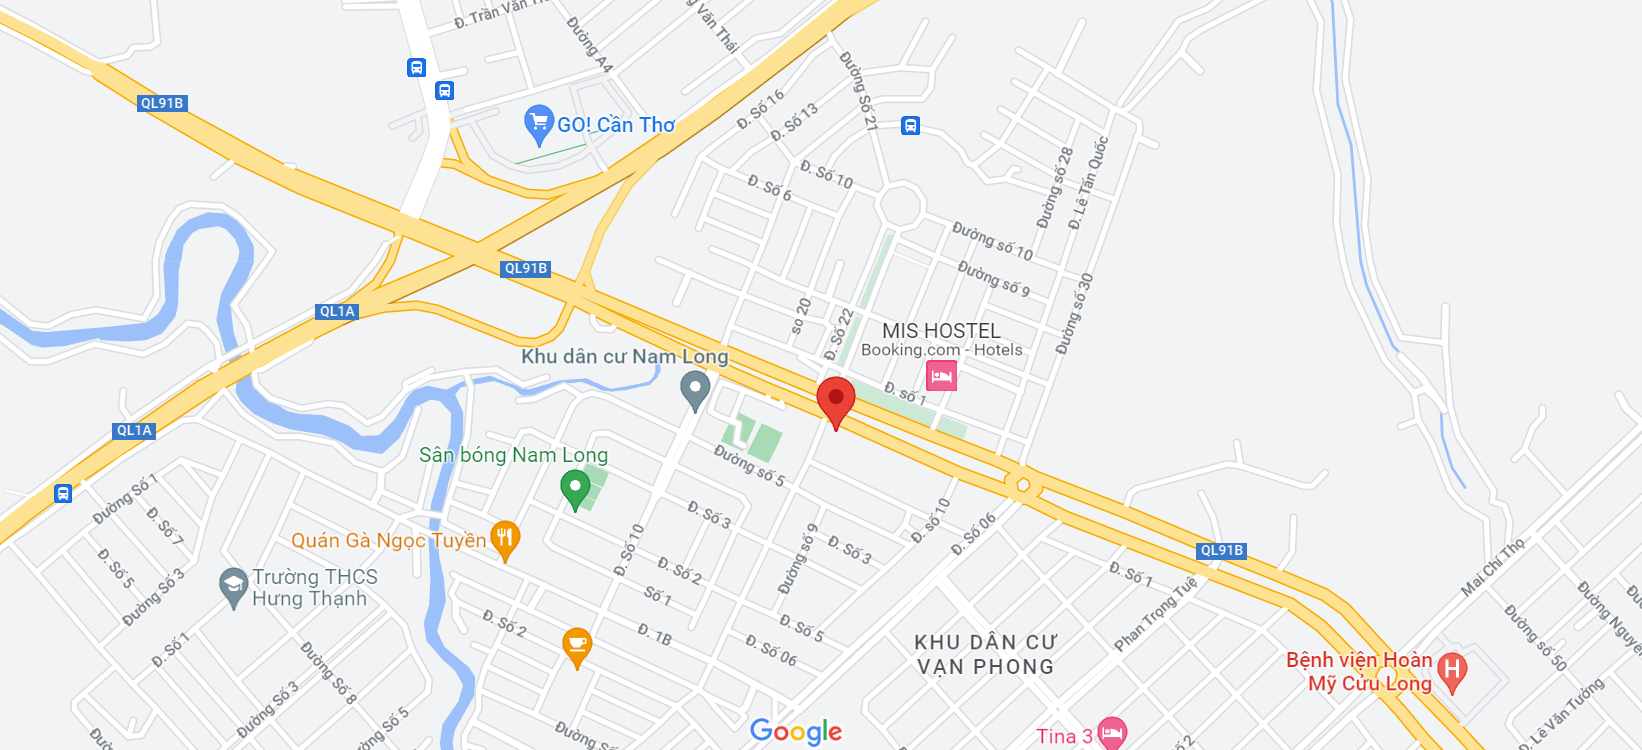 Đ. Trần Văn
Đường A4
Văn Thái
QL91B
GO! Cần Thơ
Đ. Số 16
Đ. Số 13
Đường Số 21
Đ. Số 10
Đ. Số 6
Đường số 28
Đ. Lê Tấn Quốc
Đường số 10
Đường số 9
Đường số 30
QL91B
QL1A
so 20
Đ. Số 22
MIS HOSTEL
Booking.com - Hotels
Khu dân cư Nam Long
Đ. số 1
QL1A
Sân bóng Nam Long
Đường số 5
Đường Số 1
Đ. Số 7
Đ. Số 5
Đường Số 3
Quán Gà Ngọc Tuyền
Đ. Số 10
Đ. Số 3
Đ. số 10
Đ. Số 06
Đ. Số 3
Đường số 9
QL91B
Mai Chí Thọ
Trường THCS
Hưng Thạnh
Đ. Số 2
Số 1
Đ. Số 1
Phan Trọng Tuệ
Đ. Số 2
Đ. 1B
Đ. Số 5
Đ. Số 06
Đ. Số 1
Đường Số 8
Đường Số 3
Đ. Số 5
KHU DÂN CƯ
VẠN PHONG
Đường số 50
Đường Nguyễn
Bệnh viện Hoàn
Mỹ Cửu Long
Đ. Lê Văn Tưởng
Google
Tina 3